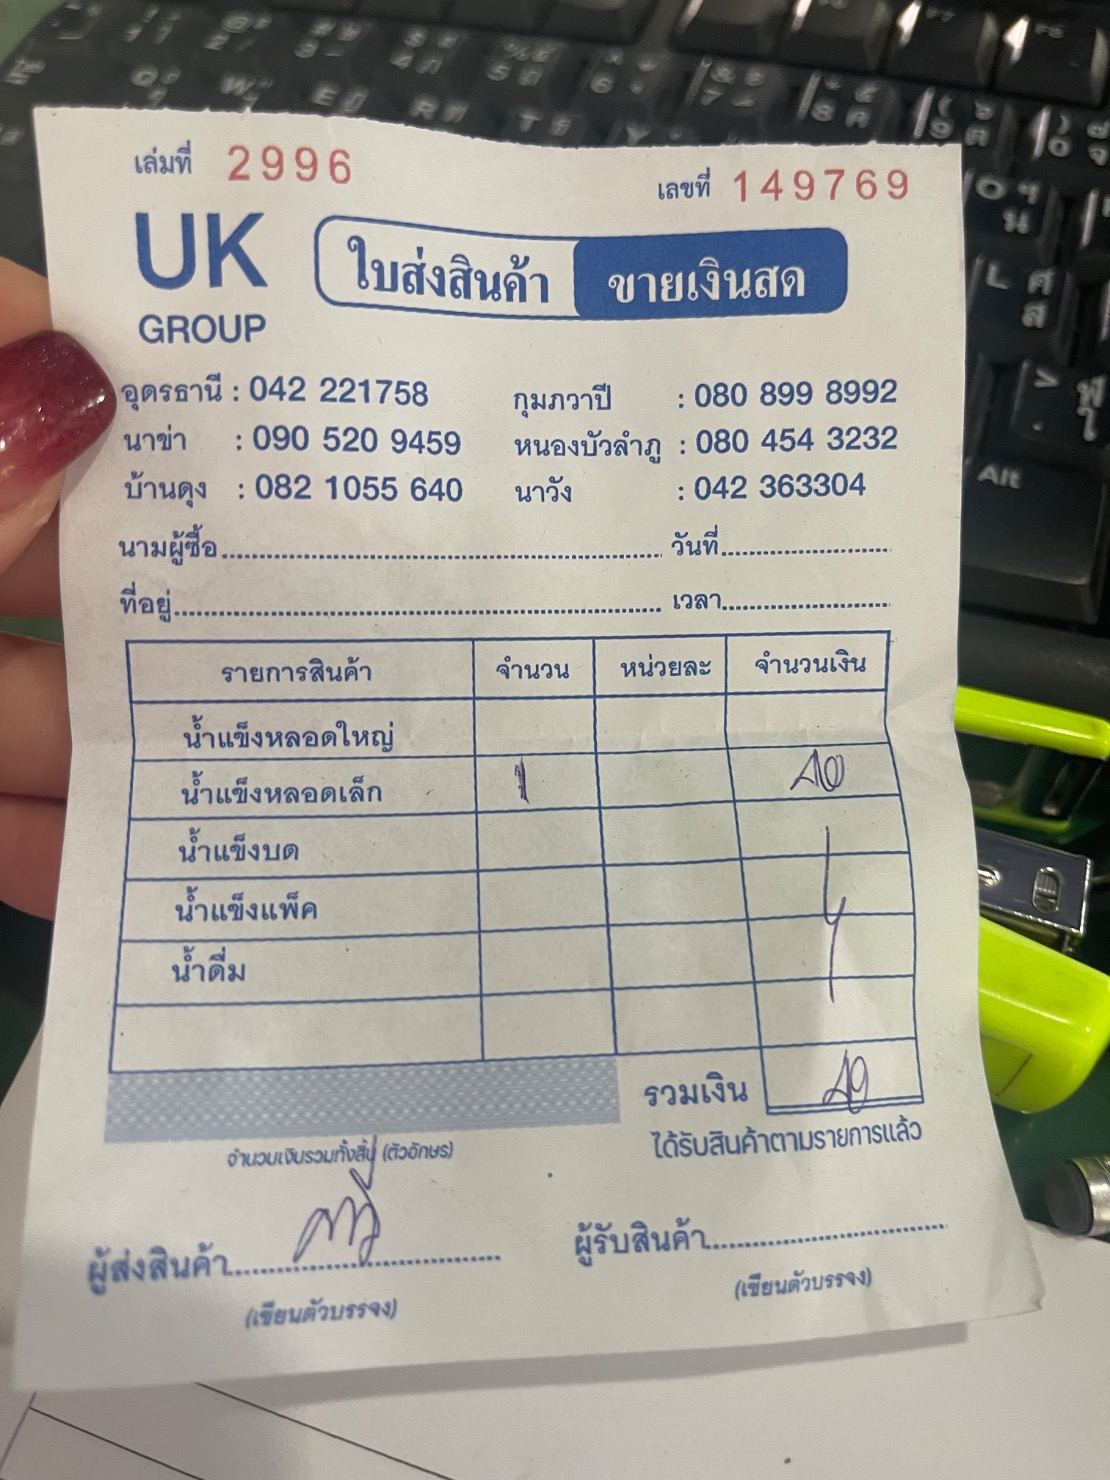 เล่มที่ 2996
เลขที่ 149769
UK
GROUP
ใบส่งสินค้า ขายเงินสด
อุดรธานี : 042 221758 กุมภวาปี : 080 899 8992
นาข่า : 090 520 9459 หนองบัวลำภู : 080 454 3232
บ้านดุง : 082 1055 640 นาวัง : 042 363304
นามผู้ซื้อ วันที่
ที่อยู่ เวลา
รายการสินค้า จำนวน หน่วยละ จำนวนเงิน
น้ำแข็งหลอดใหญ่
น้ำแข็งหลอดเล็ก 1 40
น้ำแข็งบด
น้ำแข็งแพ็ค
น้ำดื่ม
รวมเงิน 40
จำนวนเงินรวมทั้งสิ้น (ตัวอักษร)
ได้รับสินค้าตามรายการแล้ว
ผู้ส่งสินค้า ผู้รับสินค้า
(เขียนตัวบรรจง) (เขียนตัวบรรจง)